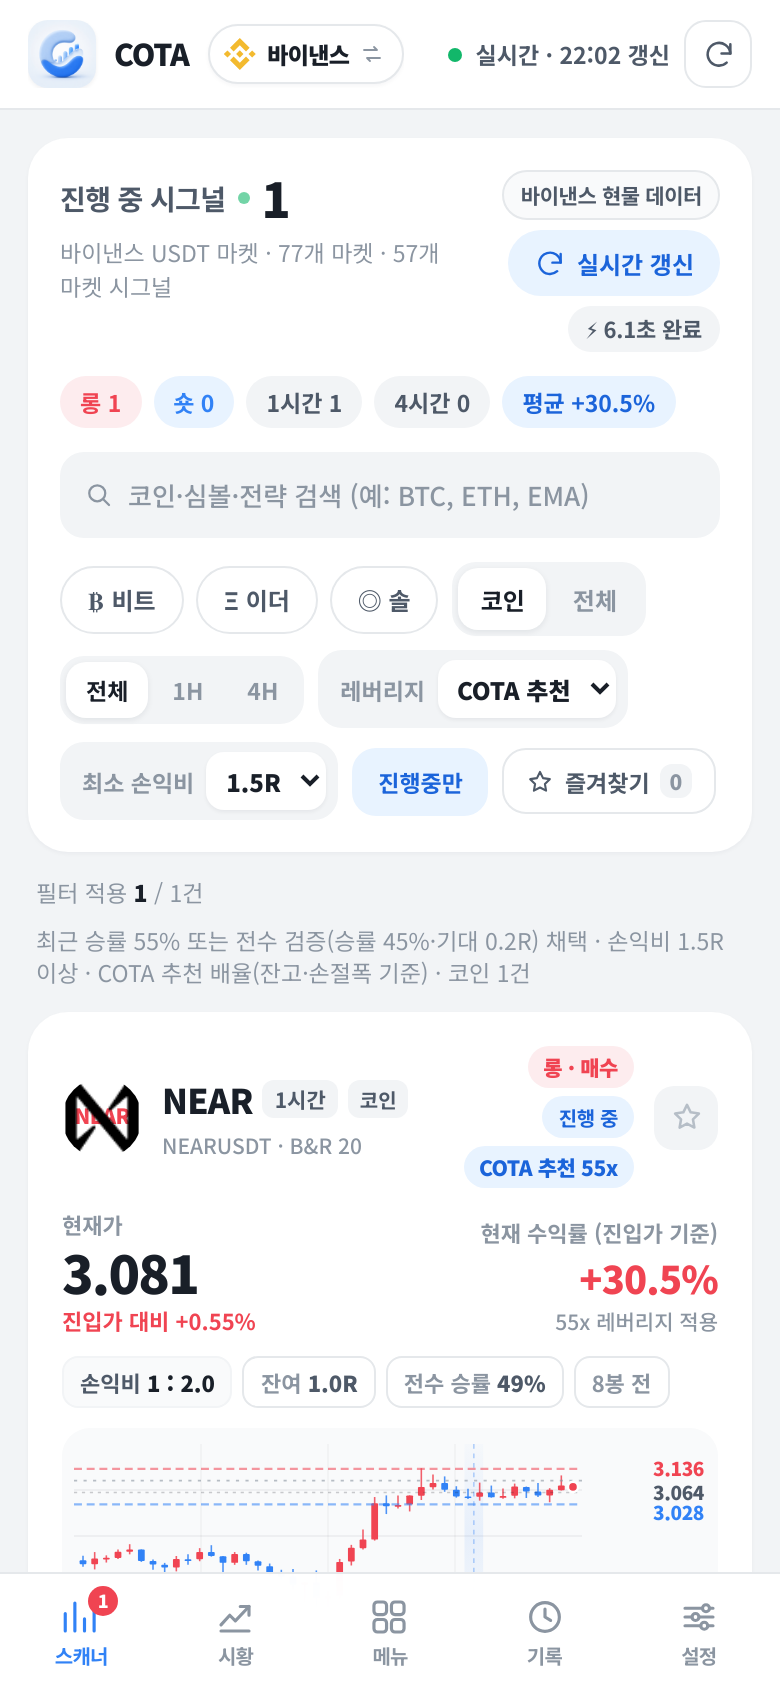 COTA 바이낸스 실시간 · 22:02 갱신
진행 중 시그널 1
바이낸스 현물 데이터
바이낸스 USDT 마켓 · 77개 마켓 · 57개
마켓 시그널
실시간 갱신
⚡ 6.1초 완료
롱 1 숏 0 1시간 1 4시간 0 평균 +30.5%
코인·심볼·전략 검색 (예: BTC, ETH, EMA)
₿ 비트 Ξ 이더 ◎ 솔 코인 전체
전체 1H 4H 레버리지 COTA 추천
최소 손익비 1.5R 진행중만 즐겨찾기 0
필터 적용 1 / 1건
최근 승률 55% 또는 전수 검증(승률 45%·기대 0.2R) 채택 · 손익비 1.5R
이상 · COTA 추천 배율(잔고·손절폭 기준) · 코인 1건
롱 · 매수
NEAR
NEAR 1시간 코인
진행 중
NEARUSDT · B&R 20
COTA 추천 55x
현재가
현재 수익률 (진입가 기준)
3.081
+30.5%
진입가 대비 +0.55%
55x 레버리지 적용
손익비 1 : 2.0 잔여 1.0R 전수 승률 49% 8봉 전
3.136
3.064
3.028
1
스캐너 시황 메뉴 기록 설정